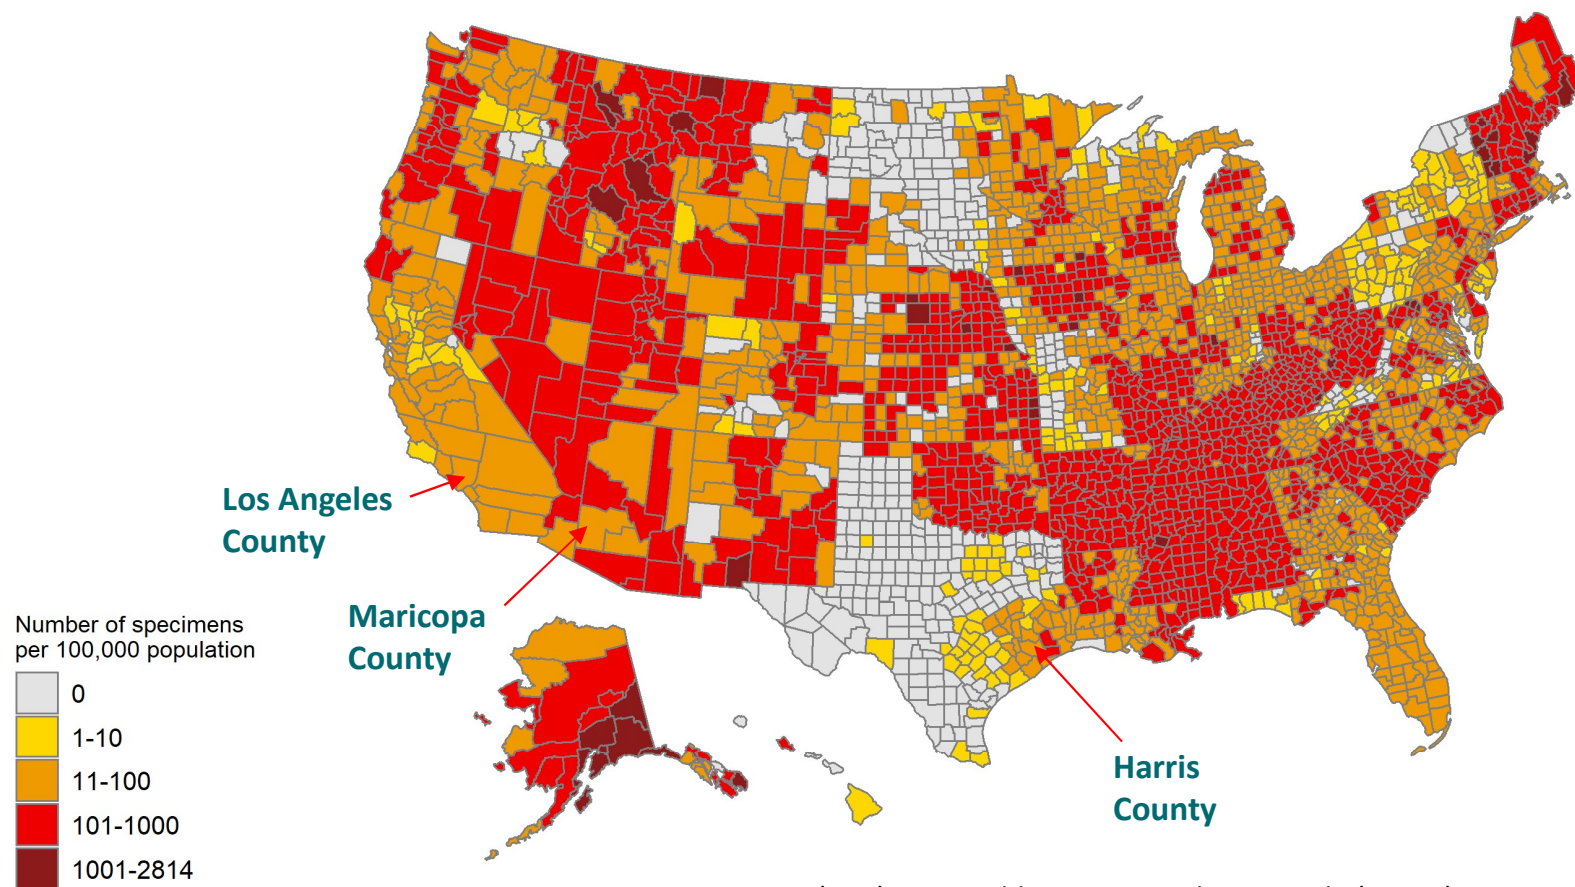 Los Angeles
County
Maricopa
County
Harris
County
Number of specimens
per 100,000 population
0
1-10
11-100
101-1000
1001-2814